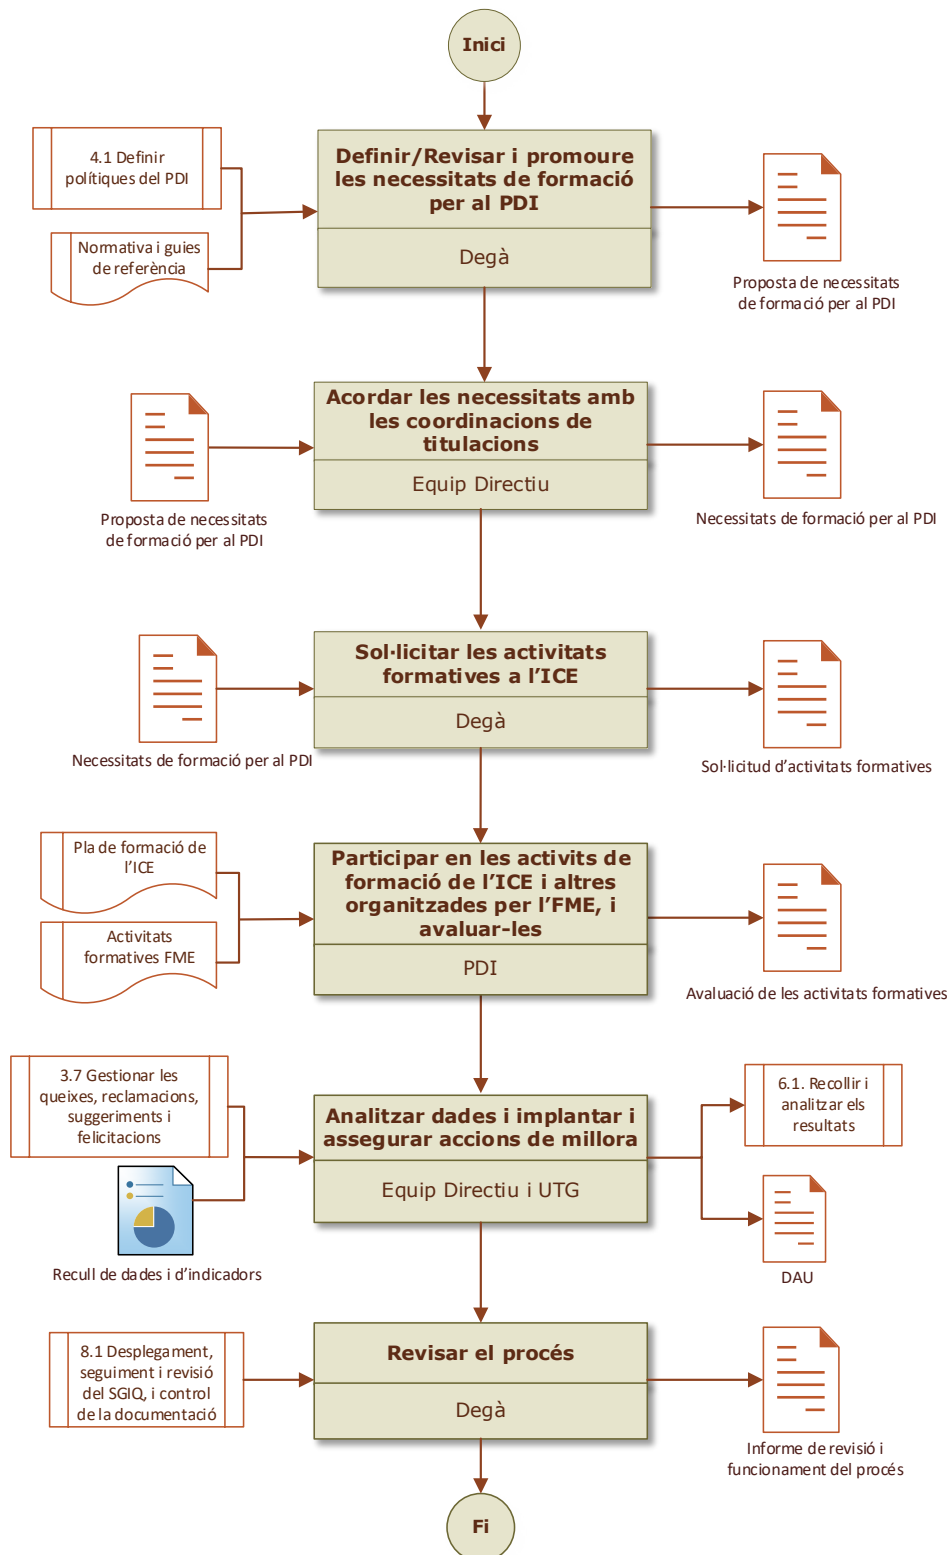 Inici
4.1 Definir
polítiques del PDI
Normativa i guies
de referència
Definir/Revisar i promoure
les necessitats de formació
per al PDI
Degà
Proposta de necessitats
de formació per al PDI
Proposta de necessitats
de formació per al PDI
Acordar les necessitats amb
les coordinacions de
titulacions
Equip Directiu
Necessitats de formació per al PDI
Necessitats de formació per al PDI
Sol·licitar les activitats
formatives a l’ICE
Degà
Sol·licitud d’activitats formatives
Pla de formació de
l’ICE
Activitats
formatives FME
Participar en les activits de
formació de l’ICE i altres
organitzades per l’FME, i
avaluar-les
PDI
Avaluació de les activitats formatives
3.7 Gestionar les
queixes, reclamacions,
suggeriments i
felicitacions
Recull de dades i d’indicadors
Analitzar dades i implantar i
assegurar accions de millora
Equip Directiu i UTG
6.1. Recollir i
analitzar els
resultats
DAU
8.1 Desplegament,
seguiment i revisió
del SGIQ, i control
de la documentació
Revisar el procés
Degà
Informe de revisió i
funcionament del procés
Fi